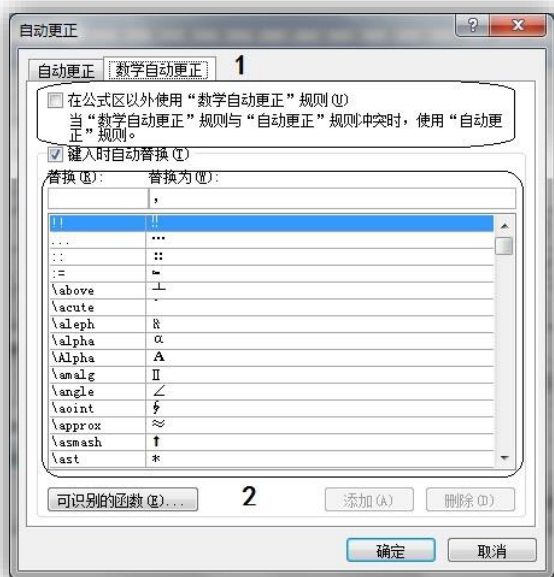 自动更正
自动更正 数学自动更正 1
在公式区以外使用“数学自动更正”规则(U)
当“数学自动更正”规则与“自动更正”规则冲突时，使用“自动更
正”规则。
键入时自动替换(T)
替换(R): 替换为(W):
,
!! ‼
... …
:: ∷
:= ≔
\above ┴
\acute ́
\aleph ℵ
\alpha α
\Alpha Α
\amalg ∐
\angle ∠
\aoint ∳
\approx ≈
\asmash ⬆
\ast ∗
可识别的函数(E)... 2 添加(A) 删除(D)
确定 取消